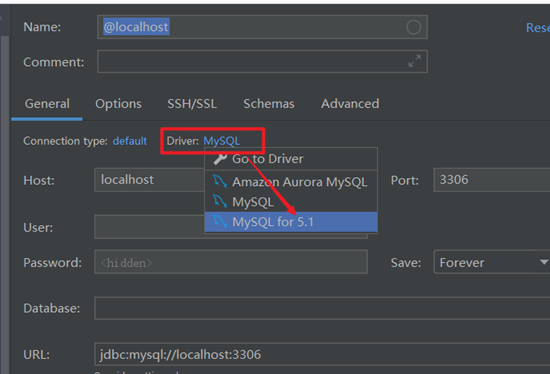 Name: @localhost Rese
Comment:
General Options SSH/SSL Schemas Advanced
Connection type: default Driver: MySQL
Go to Driver
Host: localhost Amazon Aurora MySQL Port: 3306
MySQL
User: MySQL for 5.1
Password: <hidden> Save: Forever
Database:
URL: jdbc:mysql://localhost:3306